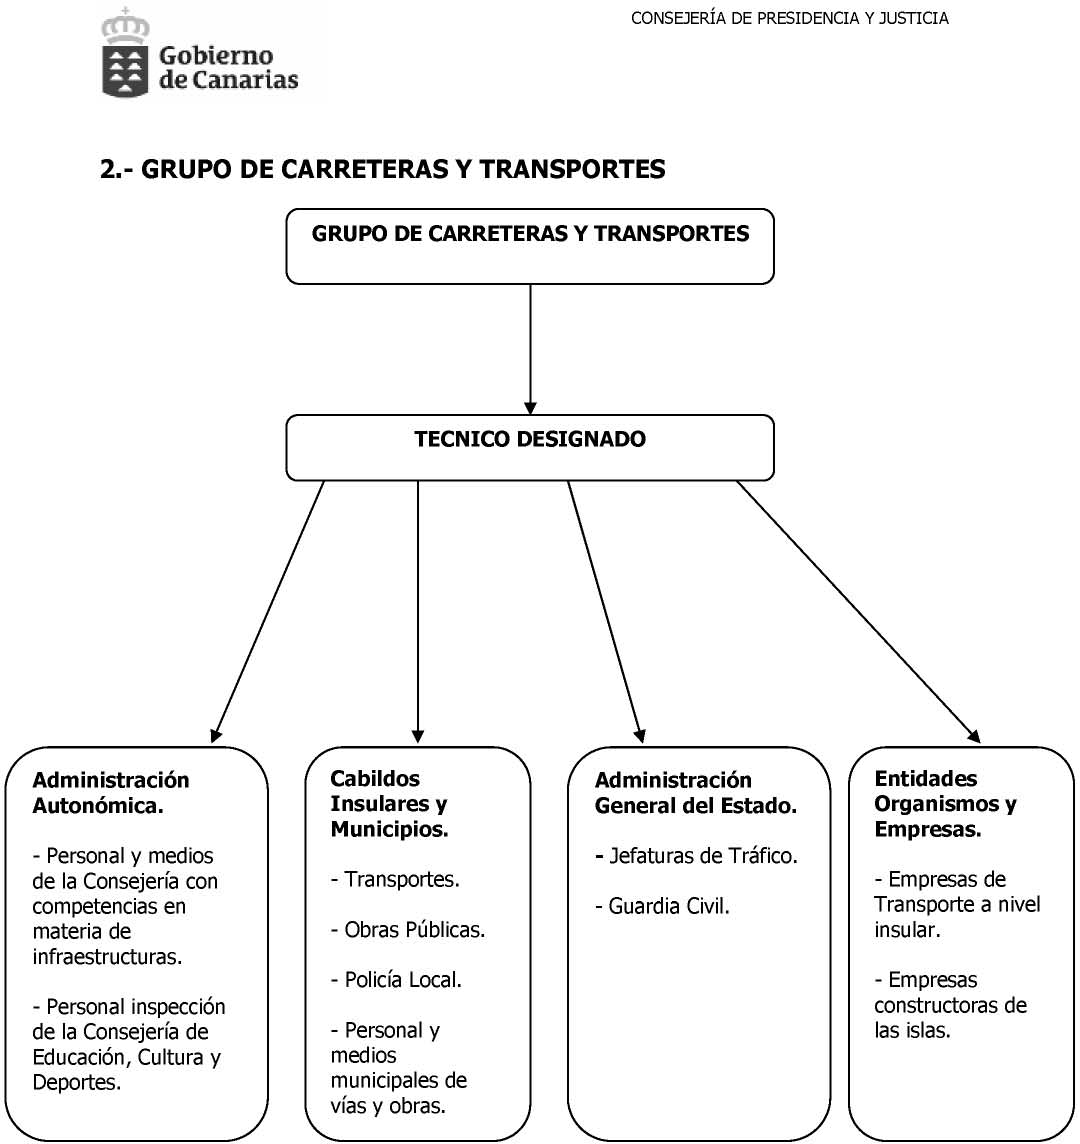 CONSEJERÍA DE PRESIDENCIA Y JUSTICIA
Gobierno
de Canarias
2.- GRUPO DE CARRETERAS Y TRANSPORTES
GRUPO DE CARRETERAS Y TRANSPORTES
TECNICO DESIGNADO
Administración
Autonómica.
- Personal y medios
de la Consejería con
competencias en
materia de
infraestructuras.
- Personal inspección
de la Consejería de
Educación, Cultura y
Deportes.
Cabildos
Insulares y
Municipios.
- Transportes.
- Obras Públicas.
- Policía Local.
- Personal y
medios
municipales de
vías y obras.
Administración
General del Estado.
- Jefaturas de Tráfico.
- Guardia Civil.
Entidades
Organismos y
Empresas.
- Empresas de
Transporte a nivel
insular.
- Empresas
constructoras de
las islas.